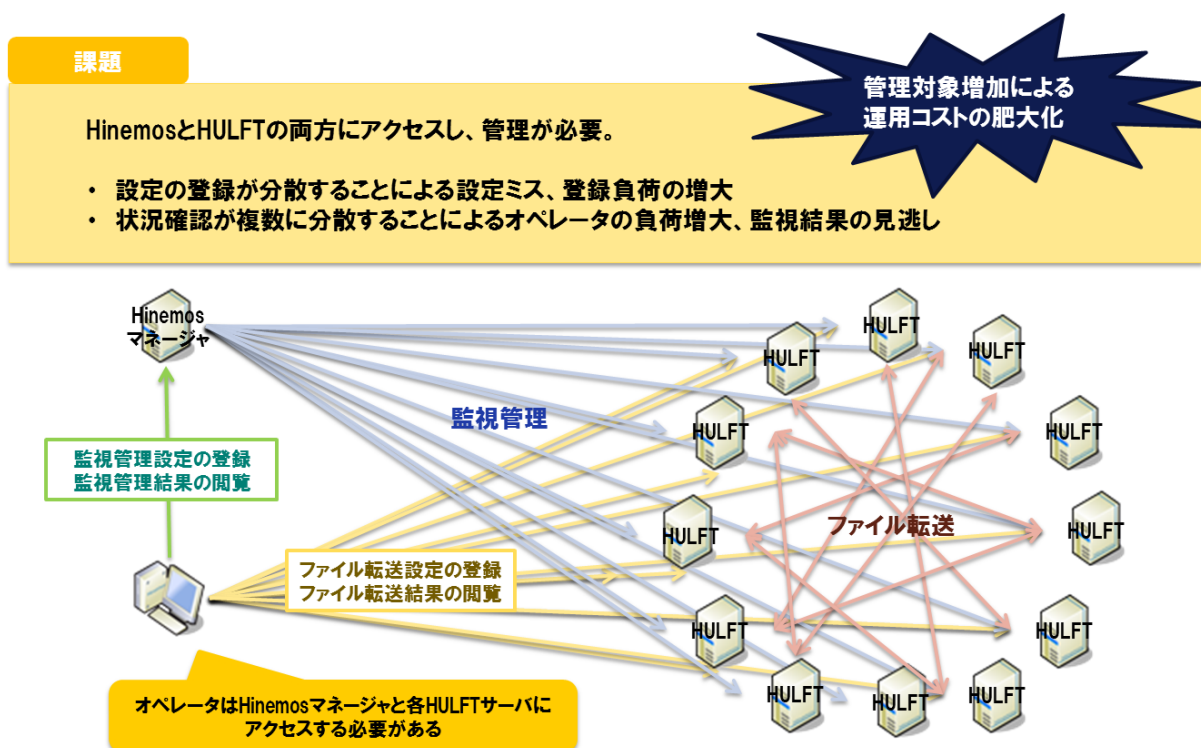 課題
管理対象増加による
運用コストの肥大化
HinemosとHULFTの両方にアクセスし、管理が必要。
・ 設定の登録が分散することによる設定ミス、登録負荷の増大
・ 状況確認が複数に分散することによるオペレータの負荷増大、監視結果の見逃し
Hinemos
マネージャ
HULFT
HULFT
HULFT
監視管理
HULFT
HULFT
監視管理設定の登録
監視管理結果の閲覧
HULFT
ファイル転送
HULFT
ファイル転送設定の登録
ファイル転送結果の閲覧
HULFT
HULFT
HULFT
HULFT
HULFT
オペレータはHinemosマネージャと各HULFTサーバに
アクセスする必要がある